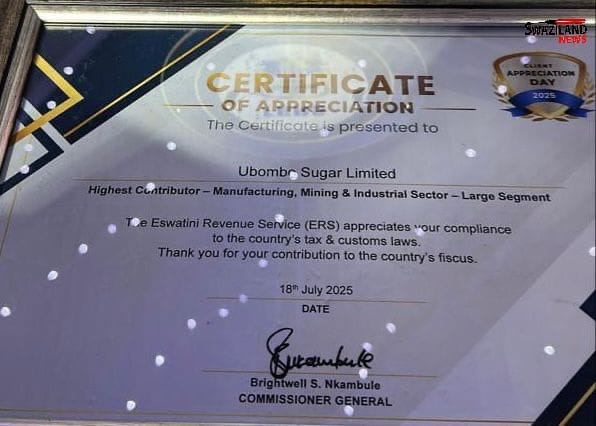 SWAZILAND
NEWS
CLIENT
APPRECIATION
DAY
2025
CERTIFICATE
OF APPRECIATION
The Certificate is presented to
Ubombo Sugar Limited
Highest Contributor – Manufacturing, Mining & Industrial Sector – Large Segment
The Eswatini Revenue Service (ERS) appreciates your compliance
to the country's tax & customs laws.
Thank you for your contribution to the country's fiscus.
18th July 2025
DATE
Brightwell S. Nkambule
COMMISSIONER GENERAL